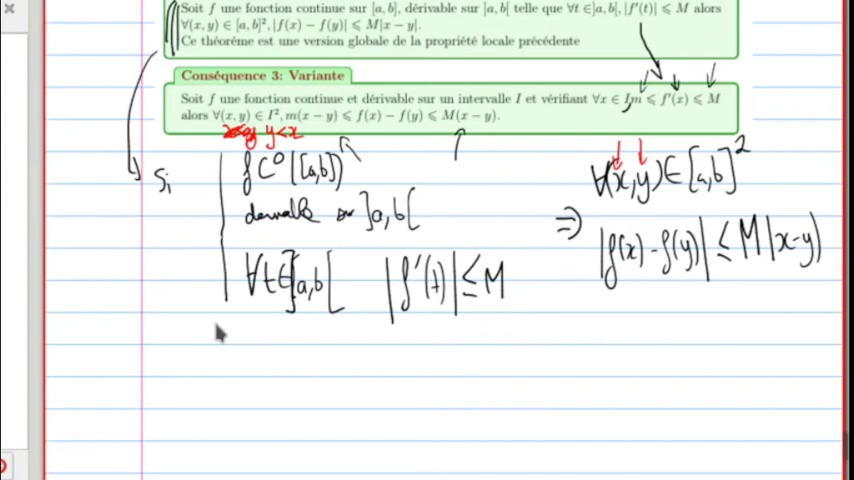 Soit f une fonction continue sur [a, b], dérivable sur ]a, b[ telle que ∀t ∈]a, b[, |f'(t)| ⩽ M alors
∀(x, y) ∈ [a, b]², |f(x) − f(y)| ⩽ M|x − y|.
Ce théorème est une version globale de la propriété locale précédente
Conséquence 3: Variante
Soit f une fonction continue et dérivable sur un intervalle I et vérifiant ∀x ∈ I, m ⩽ f'(x) ⩽ M
alors ∀(x, y) ∈ I², m(x − y) ⩽ f(x) − f(y) ⩽ M(x − y).
y<x
Si
f C⁰([a,b])
dérivable sur ]a,b[
∀t∈]a,b[ |f'(t)| ≤ M
∀(x,y)∈[a,b]²
⇒ |f(x)-f(y)| ≤ M|x-y|